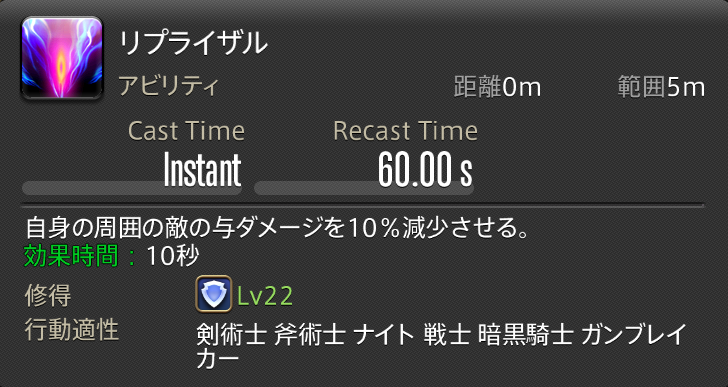 リプライザル
アビリティ 距離0m 範囲5m
Cast Time Recast Time
Instant 60.00 s
自身の周囲の敵の与ダメージを10％減少させる。
効果時間：10秒
修得 Lv22
行動適性 剣術士 斧術士 ナイト 戦士 暗黒騎士 ガンブレイ
カー